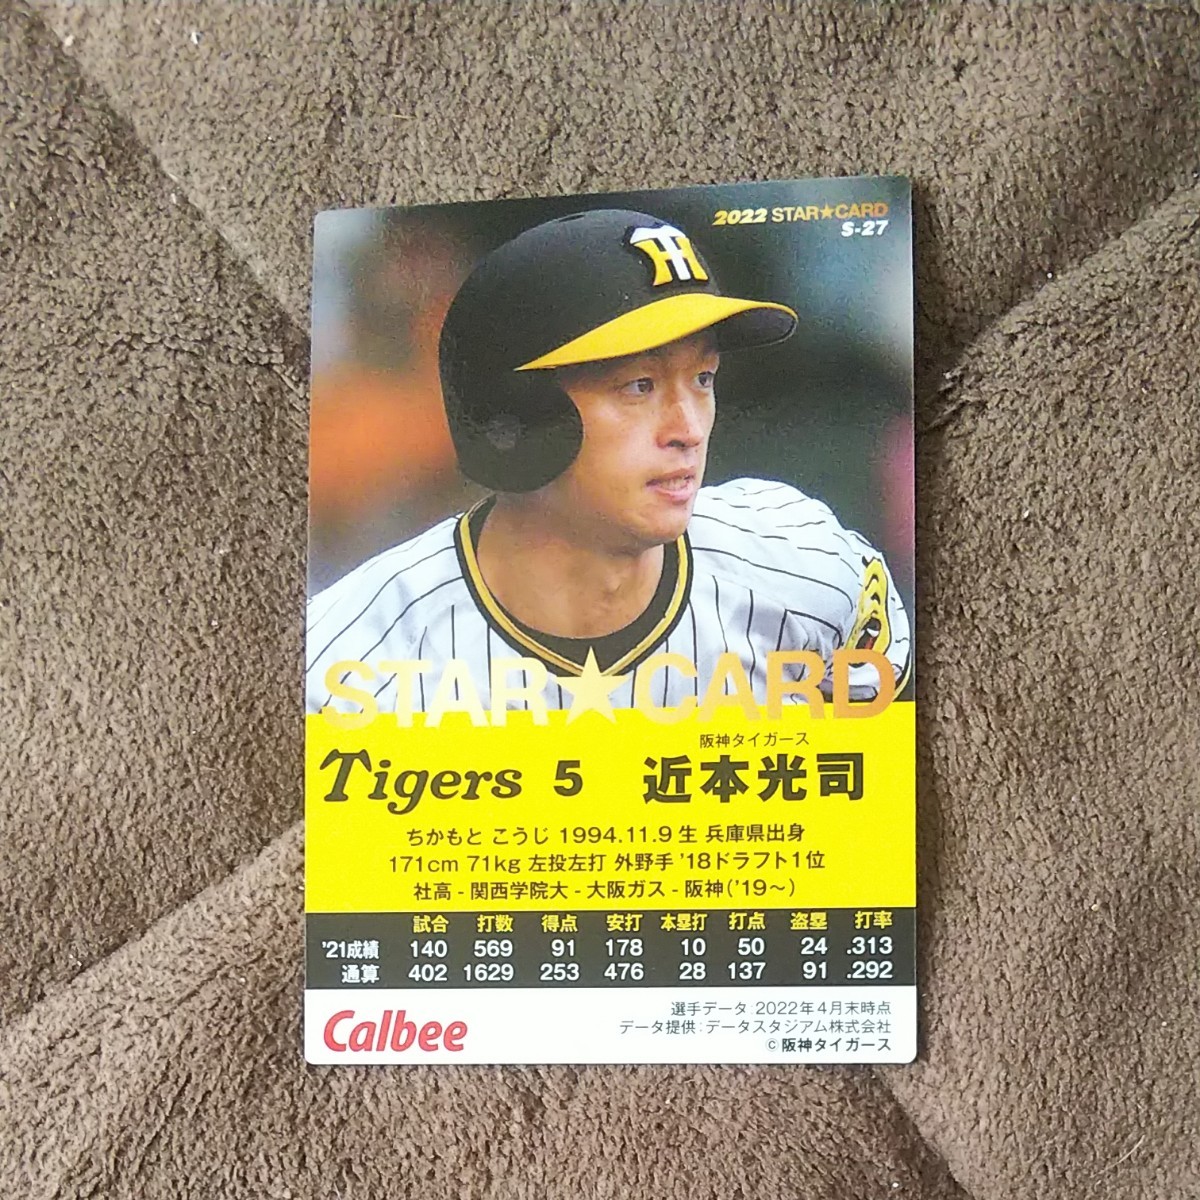 2022 STAR★CARD
S-27
STAR★CARD
阪神タイガース
Tigers 5 近本光司
ちかもと こうじ 1994.11.9生 兵庫県出身
171cm 71kg 左投左打 外野手 '18ドラフト1位
社高-関西学院大-大阪ガス-阪神('19～)
試合 打数 得点 安打 本塁打 打点 盗塁 打率
'21成績 140 569 91 178 10 50 24 .313
通算 402 1629 253 476 28 137 91 .292
Calbee
選手データ:2022年4月末時点
データ提供:データスタジアム株式会社
©阪神タイガース